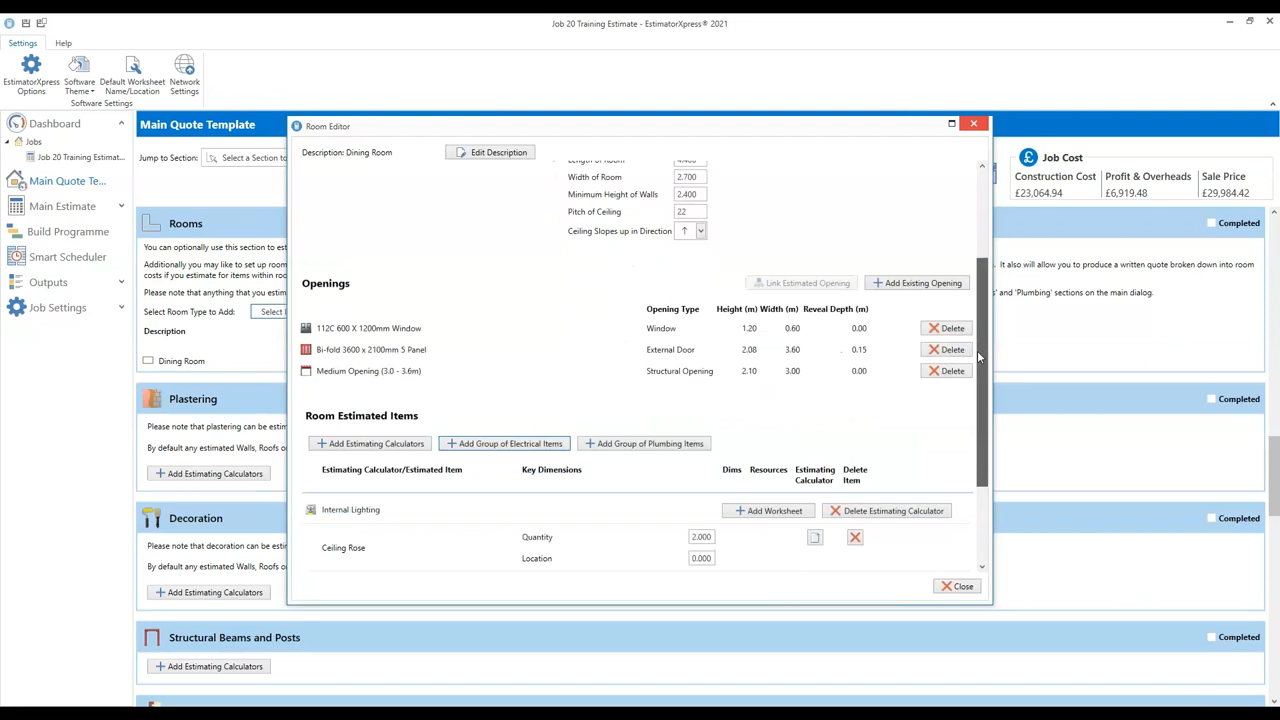 Job 20 Training Estimate - EstimatorXpress® 2021
Settings
Help
EstimatorXpress Options
Software Theme
Default Worksheet Name/Location
Network Settings
Software Settings
Dashboard
Jobs
Job 20 Training Estimat...
Main Quote Te...
Main Estimate
Build Programme
Smart Scheduler
Outputs
Job Settings
Main Quote Template
Jump to Section:
Select a Section to
Job Cost
Construction Cost
Profit & Overheads
Sale Price
£23,064.94
£6,919.48
£29,984.42
Rooms
Completed
You can optionally use this section to est
It also will allow you to produce a written quote broken down into room
Additionally you may like to set up room
costs if you estimate for items within roo
Please note that anything that you estim
s' and 'Plumbing' sections on the main dialog.
Select Room Type to Add:
Select
Dining Room
Plastering
Completed
Please note that plastering can be estim
By default any estimated Walls, Roofs o
Add Estimating Calculators
Decoration
Completed
Please note that decoration can be estim
By default any estimated Walls, Roofs o
Add Estimating Calculators
Structural Beams and Posts
Completed
Add Estimating Calculators
Room Editor
Description: Dining Room
Edit Description
Length of Room
4.400
Width of Room
2.700
Minimum Height of Walls
2.400
Pitch of Ceiling
22
Ceiling Slopes up in Direction
↑
Openings
Link Estimated Opening
Add Existing Opening
Opening Type Height (m) Width (m) Reveal Depth (m)
112C 600 X 1200mm Window Window 1.20 0.60 0.00 Delete
Bi-fold 3600 x 2100mm 5 Panel External Door 2.08 3.60 0.15 Delete
Medium Opening (3.0 - 3.6m) Structural Opening 2.10 3.00 0.00 Delete
Room Estimated Items
Add Estimating Calculators
Add Group of Electrical Items
Add Group of Plumbing Items
Estimating Calculator/Estimated Item
Key Dimensions
Dims
Resources
Estimating Calculator
Delete Item
Internal Lighting
Add Worksheet
Delete Estimating Calculator
Ceiling Rose
Quantity
2.000
Location
0.000
Close